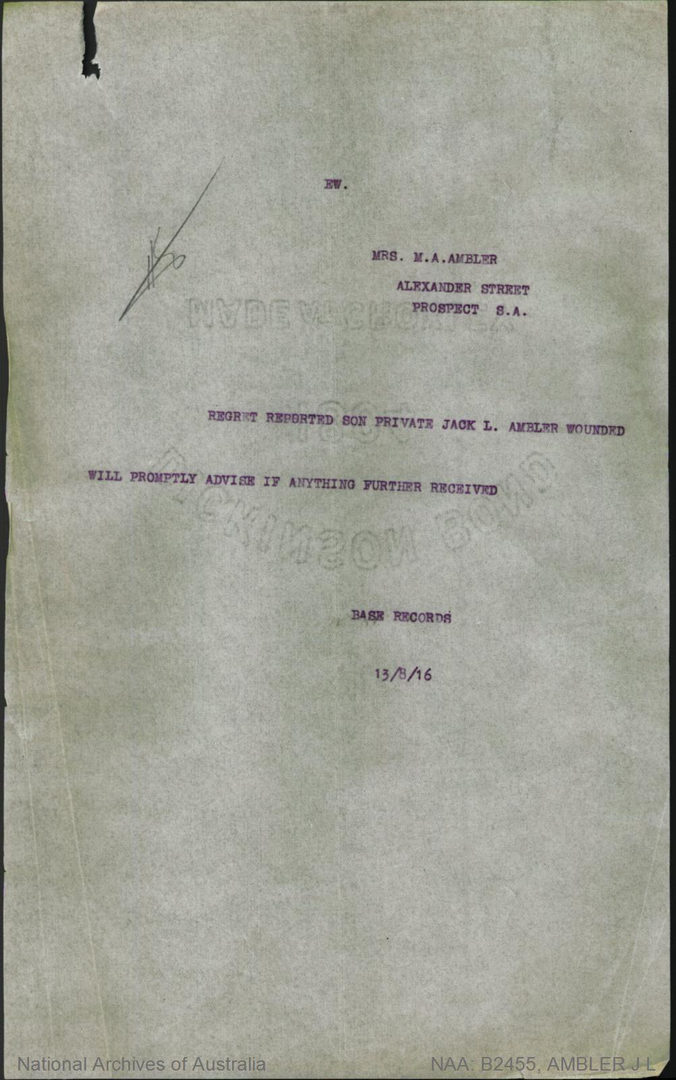 EW.
MRS. M.A.AMBLER
ALEXANDER STREET
PROSPECT S.A.
REGRET REPORTED SON PRIVATE JACK L. AMBLER WOUNDED
WILL PROMPTLY ADVISE IF ANYTHING FURTHER RECEIVED
BASE RECORDS
13/8/16
National Archives of Australia
NAA: B2455, AMBLER J L